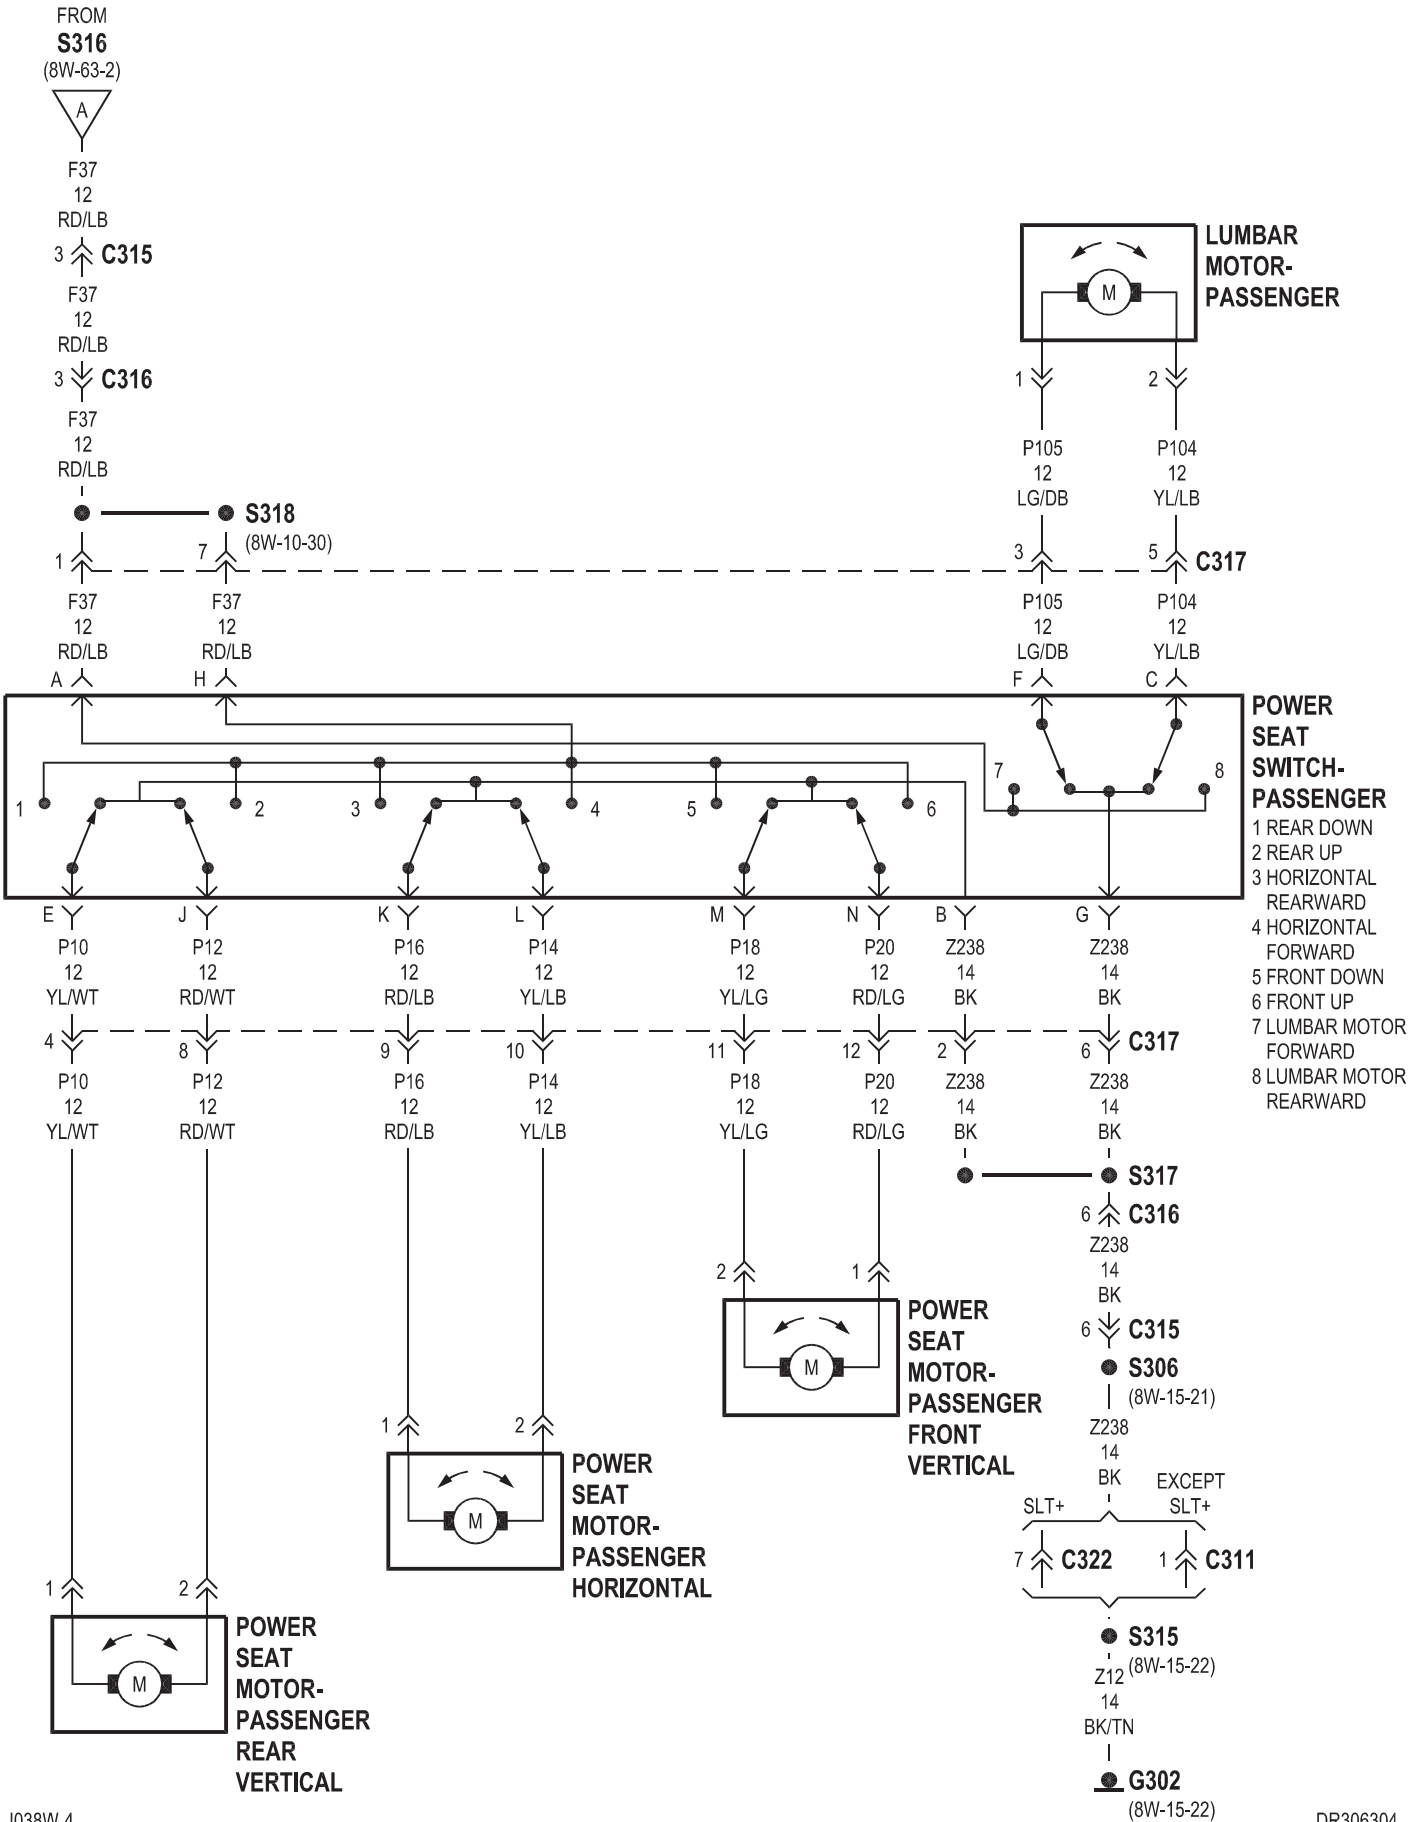 FROM
S316
(8W-63-2)
A
F37
12
RD/LB
3 C315
F37
12
RD/LB
3 C316
F37
12
RD/LB
S318
(8W-10-30)
1 7
F37 F37
12 12
RD/LB RD/LB
A H
LUMBAR
MOTOR-
PASSENGER
M
1 2
P105 P104
12 12
LG/DB YL/LB
3 5 C317
P105 P104
12 12
LG/DB YL/LB
F C
POWER
SEAT
SWITCH-
PASSENGER
1 REAR DOWN
2 REAR UP
3 HORIZONTAL
REARWARD
4 HORIZONTAL
FORWARD
5 FRONT DOWN
6 FRONT UP
7 LUMBAR MOTOR
FORWARD
8 LUMBAR MOTOR
REARWARD
7 8
1 2 3 4 5 6
E J K L M N B G
P10 P12 P16 P14 P18 P20 Z238 Z238
12 12 12 12 12 12 14 14
YL/WT RD/WT RD/LB YL/LB YL/LG RD/LG BK BK
4 8 9 10 11 12 2 6 C317
P10 P12 P16 P14 P18 P20 Z238 Z238
12 12 12 12 12 12 14 14
YL/WT RD/WT RD/LB YL/LB YL/LG RD/LG BK BK
S317
6 C316
Z238
14
BK
6 C315
S306
(8W-15-21)
Z238
14
BK
SLT+
EXCEPT
SLT+
7 C322
1 C311
S315
(8W-15-22)
Z12
14
BK/TN
G302
(8W-15-22)
2 1
M
POWER
SEAT
MOTOR-
PASSENGER
FRONT
VERTICAL
1 2
M
POWER
SEAT
MOTOR-
PASSENGER
HORIZONTAL
1 2
M
POWER
SEAT
MOTOR-
PASSENGER
REAR
VERTICAL
J038W-4
DR306304